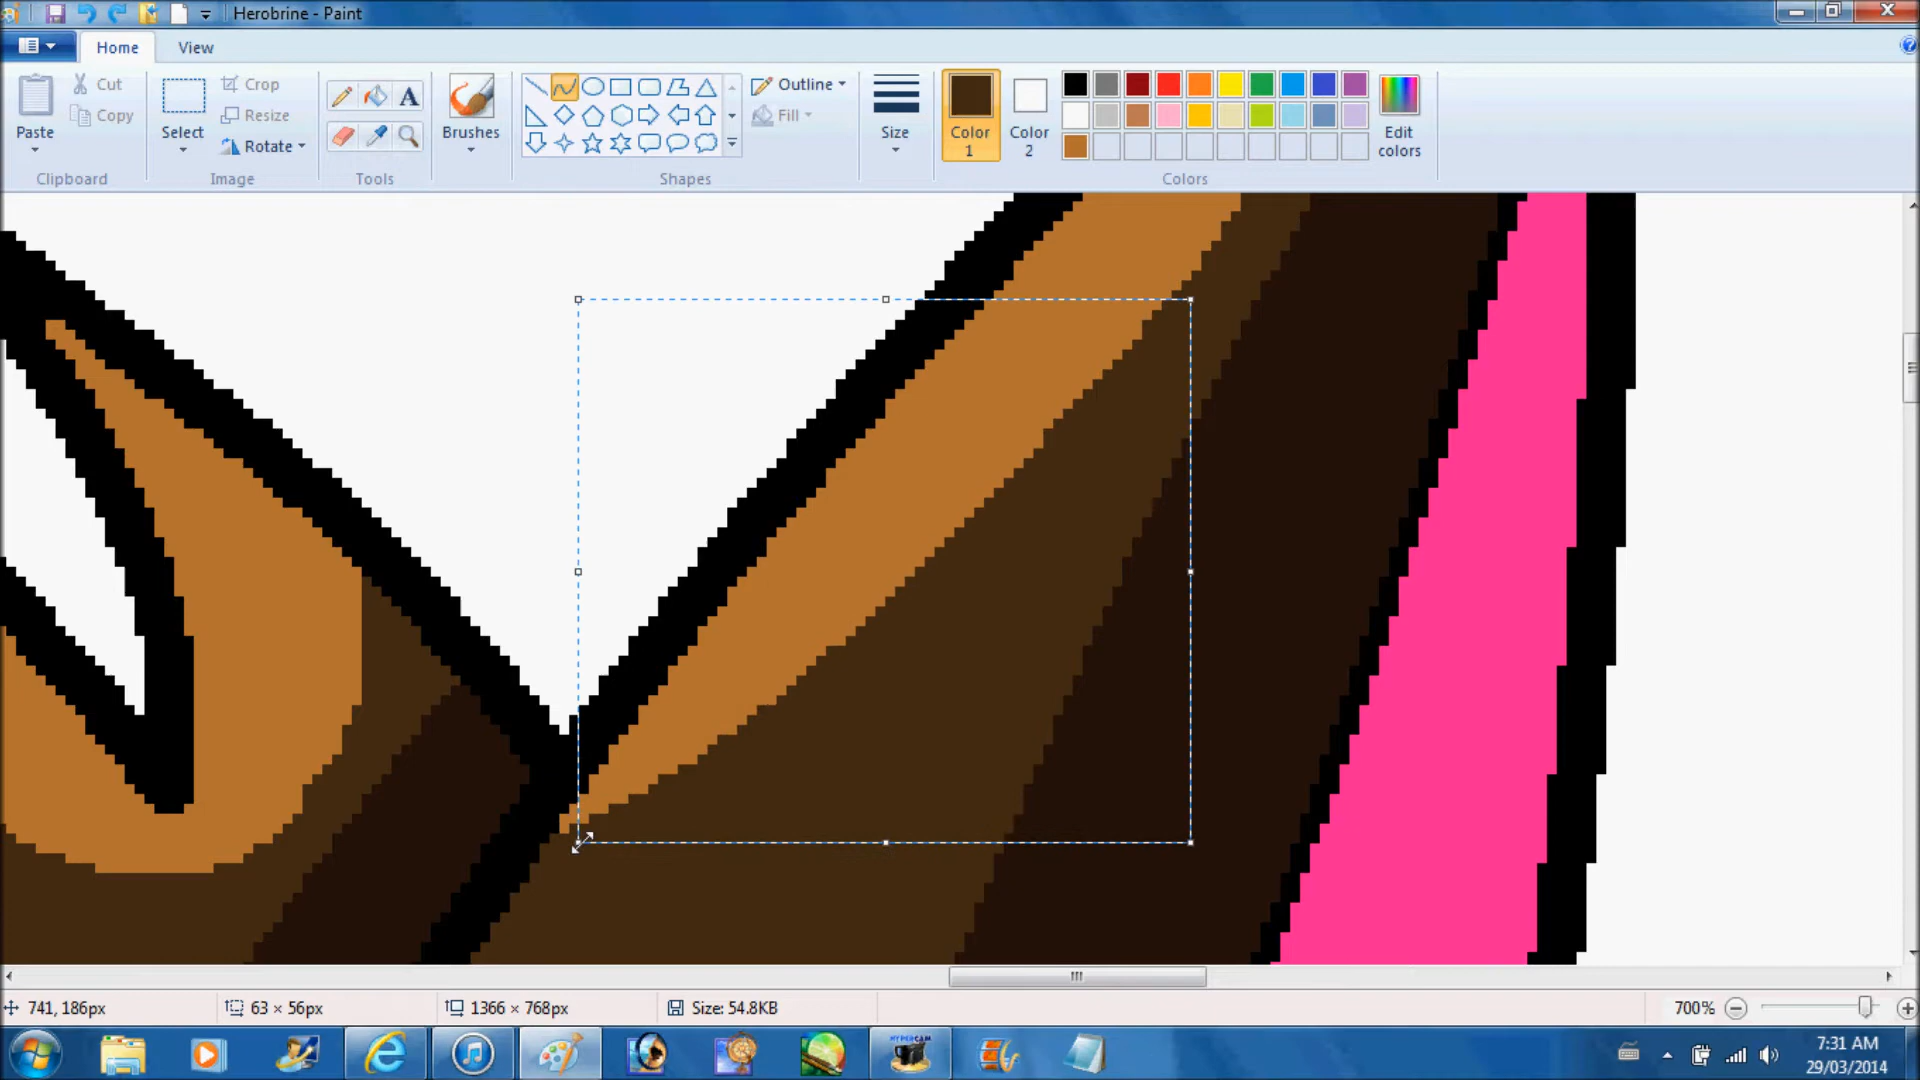 Herobrine - Paint
Home View
Paste
Cut
Copy
Clipboard
Select
Crop
Resize
Rotate
Image
A
Tools
Brushes
Outline
Fill
Shapes
Size
Color 1
Color 2
Edit colors
Colors
741, 186px 63 × 56px 1366 × 768px Size: 54.8KB 700%
HYPERCAM
7:31 AM
29/03/2014